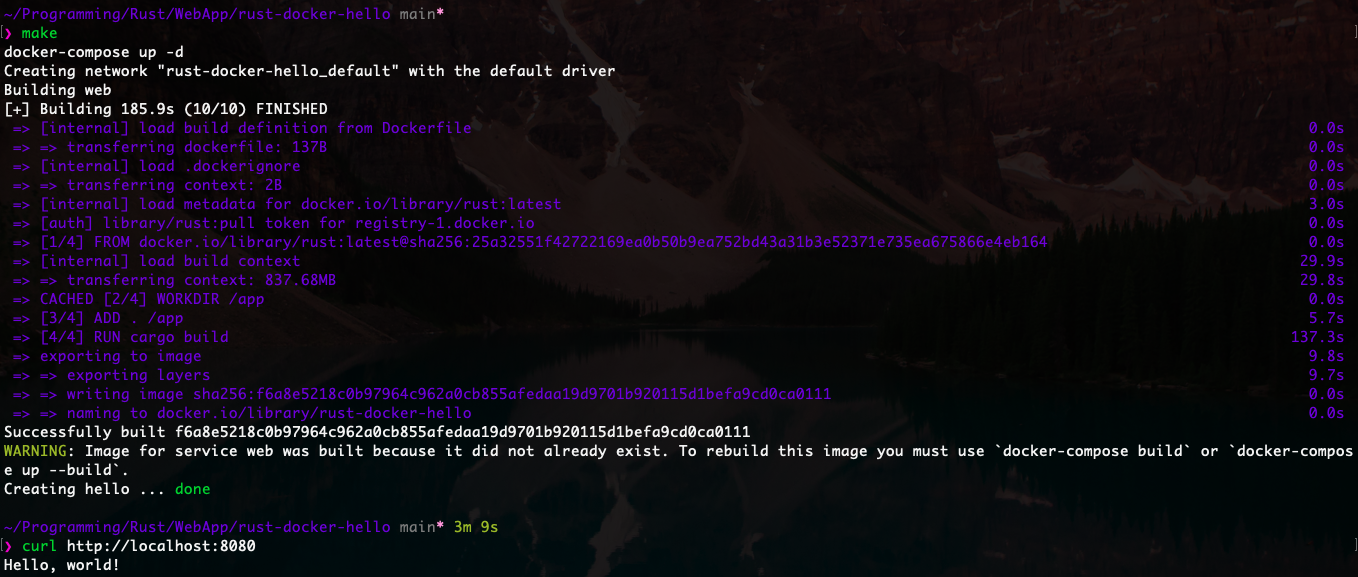 ~/Programming/Rust/WebApp/rust-docker-hello main*
❯ make
docker-compose up -d
Creating network "rust-docker-hello_default" with the default driver
Building web
[+] Building 185.9s (10/10) FINISHED
=> [internal] load build definition from Dockerfile 0.0s
=> => transferring dockerfile: 137B 0.0s
=> [internal] load .dockerignore 0.0s
=> => transferring context: 2B 0.0s
=> [internal] load metadata for docker.io/library/rust:latest 3.0s
=> [auth] library/rust:pull token for registry-1.docker.io 0.0s
=> [1/4] FROM docker.io/library/rust:latest@sha256:25a32551f42722169ea0b50b9ea752bd43a31b3e52371e735ea675866e4eb164 0.0s
=> [internal] load build context 29.9s
=> => transferring context: 837.68MB 29.8s
=> CACHED [2/4] WORKDIR /app 0.0s
=> [3/4] ADD . /app 5.7s
=> [4/4] RUN cargo build 137.3s
=> exporting to image 9.8s
=> => exporting layers 9.7s
=> => writing image sha256:f6a8e5218c0b97964c962a0cb855afedaa19d9701b920115d1befa9cd0ca0111 0.0s
=> => naming to docker.io/library/rust-docker-hello 0.0s
Successfully built f6a8e5218c0b97964c962a0cb855afedaa19d9701b920115d1befa9cd0ca0111
WARNING: Image for service web was built because it did not already exist. To rebuild this image you must use `docker-compose build` or `docker-compos
e up --build`.
Creating hello ... done
~/Programming/Rust/WebApp/rust-docker-hello main* 3m 9s
❯ curl http://localhost:8080
Hello, world!